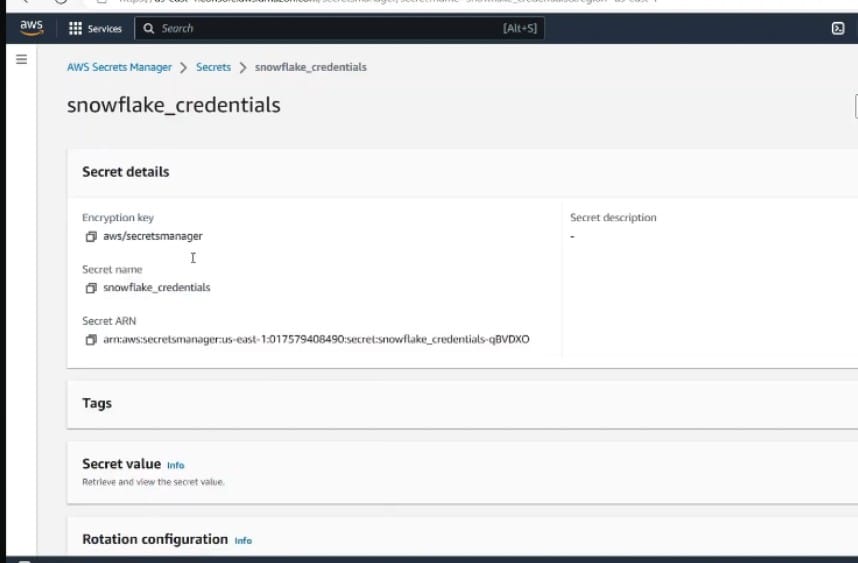 aws Services Search [Alt+S]
AWS Secrets Manager > Secrets > snowflake_credentials
snowflake_credentials
Secret details
Encryption key
aws/secretsmanager
Secret description
-
Secret name
snowflake_credentials
Secret ARN
arn:aws:secretsmanager:us-east-1:017579408490:secret:snowflake_credentials-qBVDXO
Tags
Secret value Info
Retrieve and view the secret value.
Rotation configuration Info